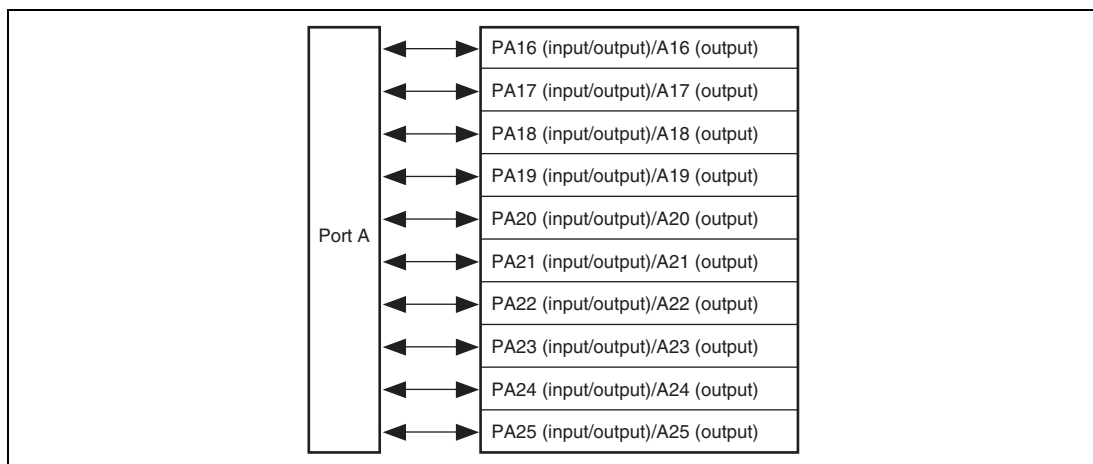 Port A
PA16 (input/output)/A16 (output)
PA17 (input/output)/A17 (output)
PA18 (input/output)/A18 (output)
PA19 (input/output)/A19 (output)
PA20 (input/output)/A20 (output)
PA21 (input/output)/A21 (output)
PA22 (input/output)/A22 (output)
PA23 (input/output)/A23 (output)
PA24 (input/output)/A24 (output)
PA25 (input/output)/A25 (output)